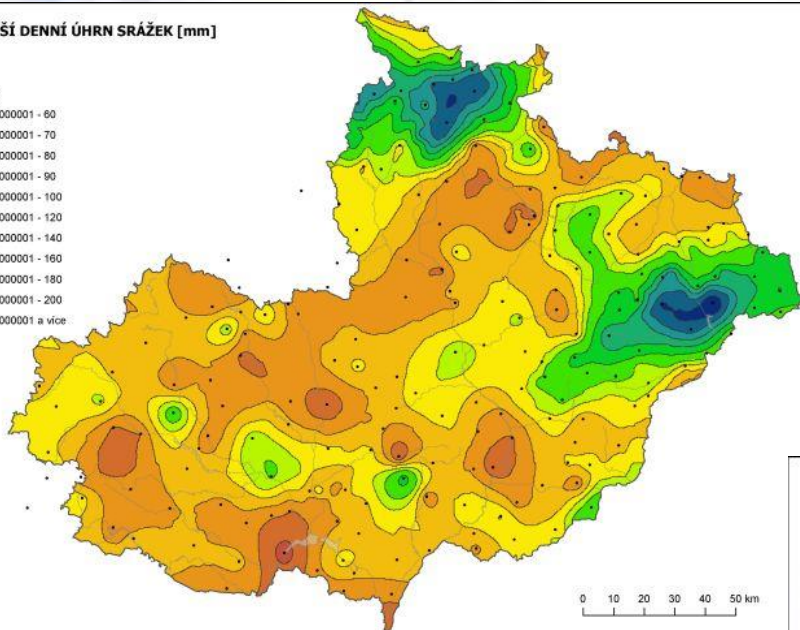 ŠÍ DENNÍ ÚHRN SRÁŽEK [mm]
000001 - 60
000001 - 70
000001 - 80
000001 - 90
000001 - 100
000001 - 120
000001 - 140
000001 - 160
000001 - 180
000001 - 200
000001 a více
0 10 20 30 40 50 km